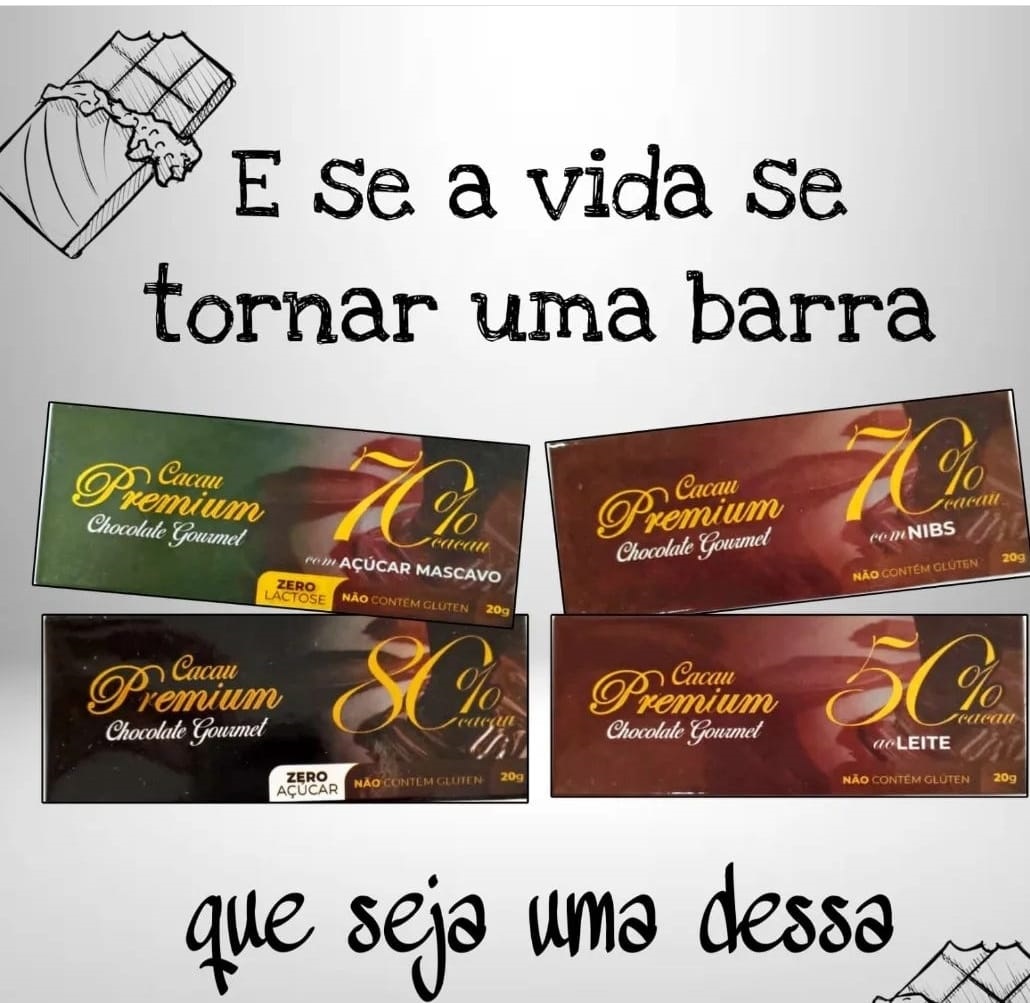 E se a vida se
tornar uma barra
Cacau
Premium
Chocolate Gourmet
70%
cacau
com AÇÚCAR MASCAVO
ZERO
LACTOSE
NÃO CONTÉM GLÚTEN
20g
Cacau
Premium
Chocolate Gourmet
70%
cacau
com NIBS
NÃO CONTÉM GLÚTEN
20g
Cacau
Premium
Chocolate Gourmet
80%
cacau
ZERO
AÇÚCAR
NÃO CONTÉM GLÚTEN
20g
Cacau
Premium
Chocolate Gourmet
50%
cacau
ao LEITE
NÃO CONTÉM GLÚTEN
20g
que seja uma dessa